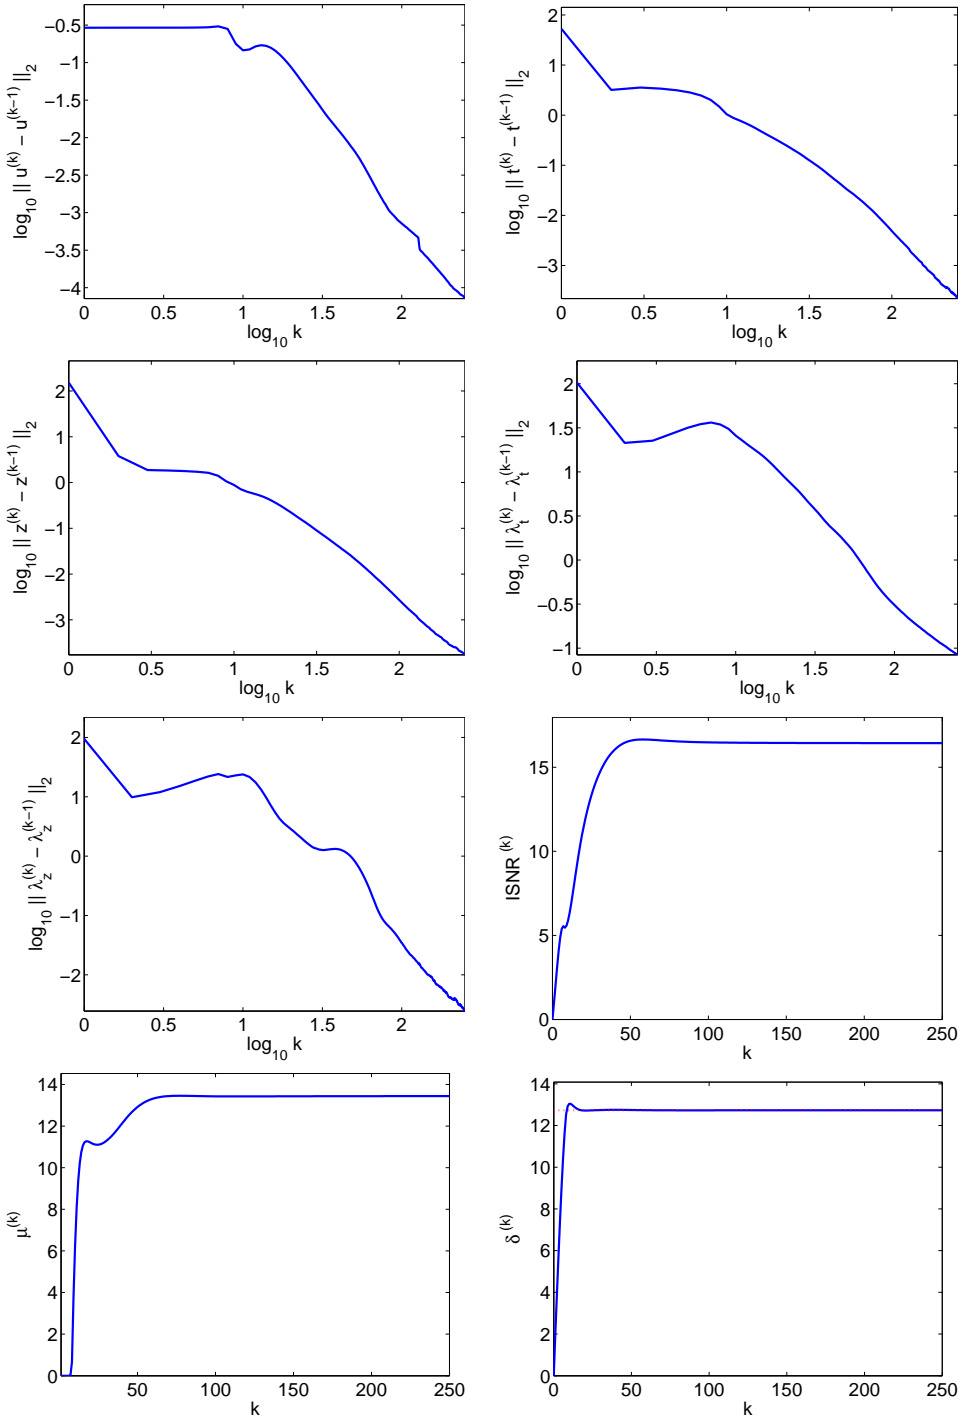 log10 || u(k) − u(k−1) ||2
−0.5
−1
−1.5
−2
−2.5
−3
−3.5
−4
0 0.5 1 1.5 2
log10 k
log10 || t(k) − t(k−1) ||2
2
1
0
−1
−2
−3
0 0.5 1 1.5 2
log10 k
log10 || z(k) − z(k−1) ||2
2
1
0
−1
−2
−3
0 0.5 1 1.5 2
log10 k
log10 || λt(k) − λt(k−1) ||2
2
1.5
1
0.5
0
−0.5
−1
0 0.5 1 1.5 2
log10 k
log10 || λz(k) − λz(k−1) ||2
2
1
0
−1
−2
0 0.5 1 1.5 2
log10 k
ISNR(k)
15
10
5
0
0 50 100 150 200 250
k
μ(k)
14
12
10
8
6
4
2
0
50 100 150 200 250
k
δ(k)
14
12
10
8
6
4
2
0
0 50 100 150 200 250
k